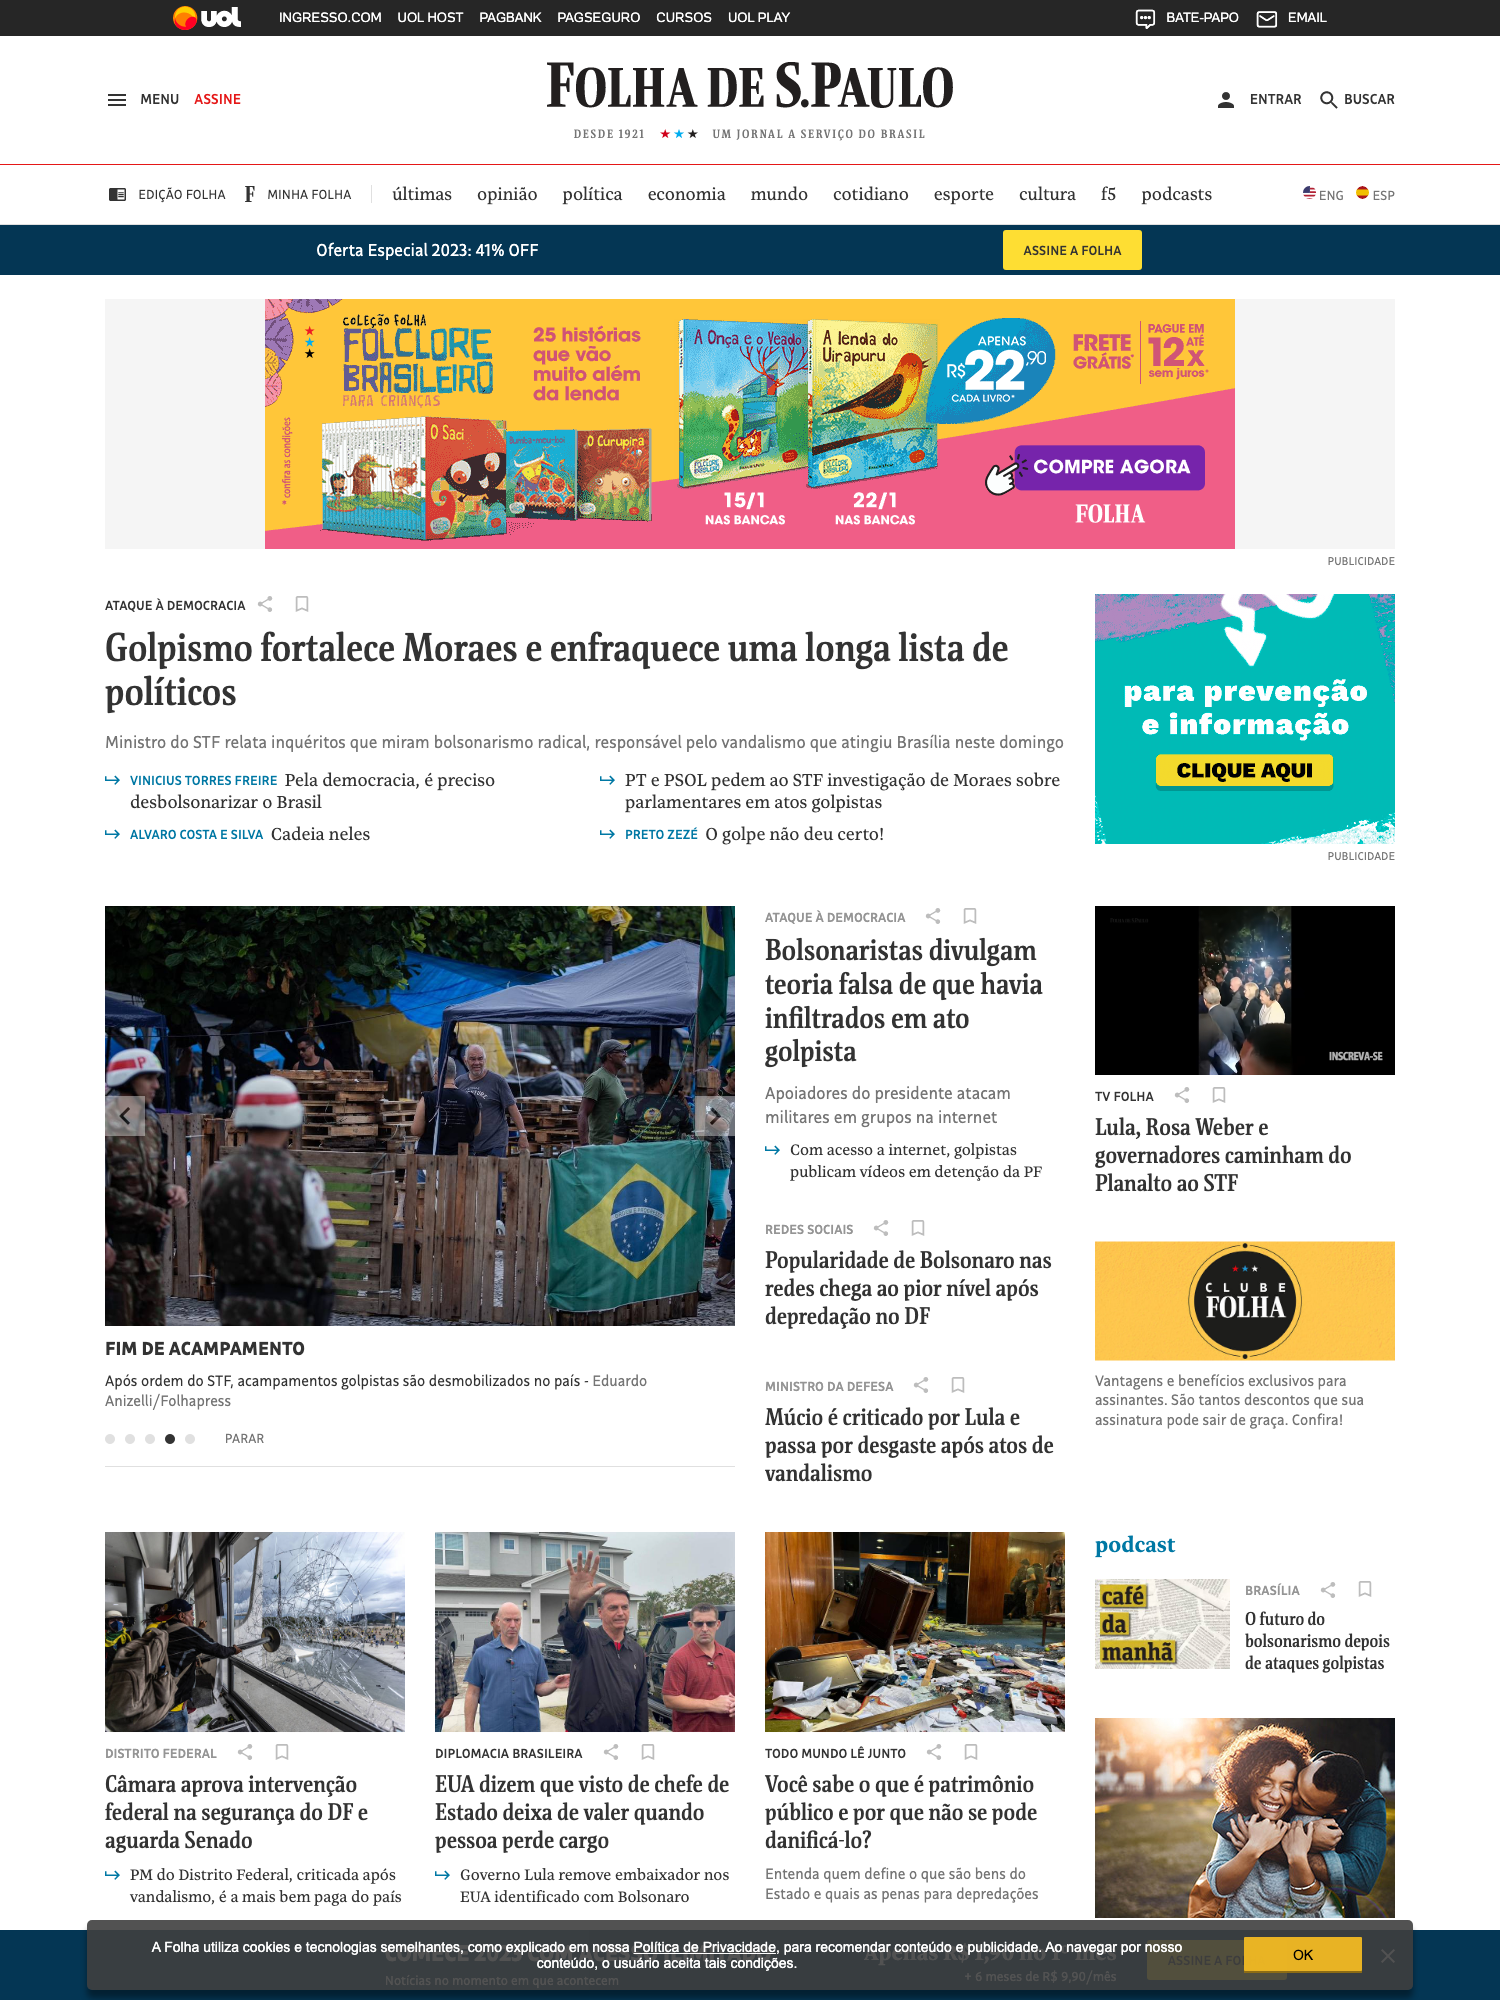 uol
INGRESSO.COM UOL HOST PAGBANK PAGSEGURO CURSOS UOL PLAY
BATE-PAPO EMAIL
MENU ASSINE
FOLHA DE S.PAULO
DESDE 1921 ★★★ UM JORNAL A SERVIÇO DO BRASIL
ENTRAR BUSCAR
EDIÇÃO FOLHA F MINHA FOLHA
últimas opinião política economia mundo cotidiano esporte cultura f5 podcasts
ENG ESP
Oferta Especial 2023: 41% OFF
ASSINE A FOLHA
COLEÇÃO FOLHA
FOLCLORE
BRASILEIRO
PARA CRIANÇAS
* confira as condições
25 histórias
que vão
muito além
da lenda
O Saci
Bumba-meu-boi
O Curupira
A Onça e o Veado
A lenda do
Uirapuru
15/1
NAS BANCAS
22/1
NAS BANCAS
APENAS
R$22,90
CADA LIVRO*
FRETE
GRÁTIS*
PAGUE EM
ATÉ
12X
sem juros*
COMPRE AGORA
FOLHA
PUBLICIDADE
ATAQUE À DEMOCRACIA
Golpismo fortalece Moraes e enfraquece uma longa lista de
políticos
Ministro do STF relata inquéritos que miram bolsonarismo radical, responsável pelo vandalismo que atingiu Brasília neste domingo
VINICIUS TORRES FREIRE Pela democracia, é preciso
desbolsonarizar o Brasil
ALVARO COSTA E SILVA Cadeia neles
PT e PSOL pedem ao STF investigação de Moraes sobre
parlamentares em atos golpistas
PRETO ZEZÉ O golpe não deu certo!
para prevenção
e informação
CLIQUE AQUI
PUBLICIDADE
FIM DE ACAMPAMENTO
Após ordem do STF, acampamentos golpistas são desmobilizados no país - Eduardo
Anizelli/Folhapress
PARAR
ATAQUE À DEMOCRACIA
Bolsonaristas divulgam
teoria falsa de que havia
infiltrados em ato
golpista
Apoiadores do presidente atacam
militares em grupos na internet
Com acesso a internet, golpistas
publicam vídeos em detenção da PF
REDES SOCIAIS
Popularidade de Bolsonaro nas
redes chega ao pior nível após
depredação no DF
MINISTRO DA DEFESA
Múcio é criticado por Lula e
passa por desgaste após atos de
vandalismo
INSCREVA-SE
TV FOLHA
Lula, Rosa Weber e
governadores caminham do
Planalto ao STF
CLUBE
FOLHA
Vantagens e benefícios exclusivos para
assinantes. São tantos descontos que sua
assinatura pode sair de graça. Confira!
DISTRITO FEDERAL
Câmara aprova intervenção
federal na segurança do DF e
aguarda Senado
PM do Distrito Federal, criticada após
vandalismo, é a mais bem paga do país
DIPLOMACIA BRASILEIRA
EUA dizem que visto de chefe de
Estado deixa de valer quando
pessoa perde cargo
Governo Lula remove embaixador nos
EUA identificado com Bolsonaro
TODO MUNDO LÊ JUNTO
Você sabe o que é patrimônio
público e por que não se pode
danificá-lo?
Entenda quem define o que são bens do
Estado e quais as penas para depredações
podcast
café
da
manhã
BRASÍLIA
O futuro do
bolsonarismo depois
de ataques golpistas
A Folha utiliza cookies e tecnologias semelhantes, como explicado em nossa Política de Privacidade, para recomendar conteúdo e publicidade. Ao navegar por nosso
conteúdo, o usuário aceita tais condições.
OK
Notícias no momento em que acontecem
+ 6 meses de R$ 9,90/mês
ASSINE A FO